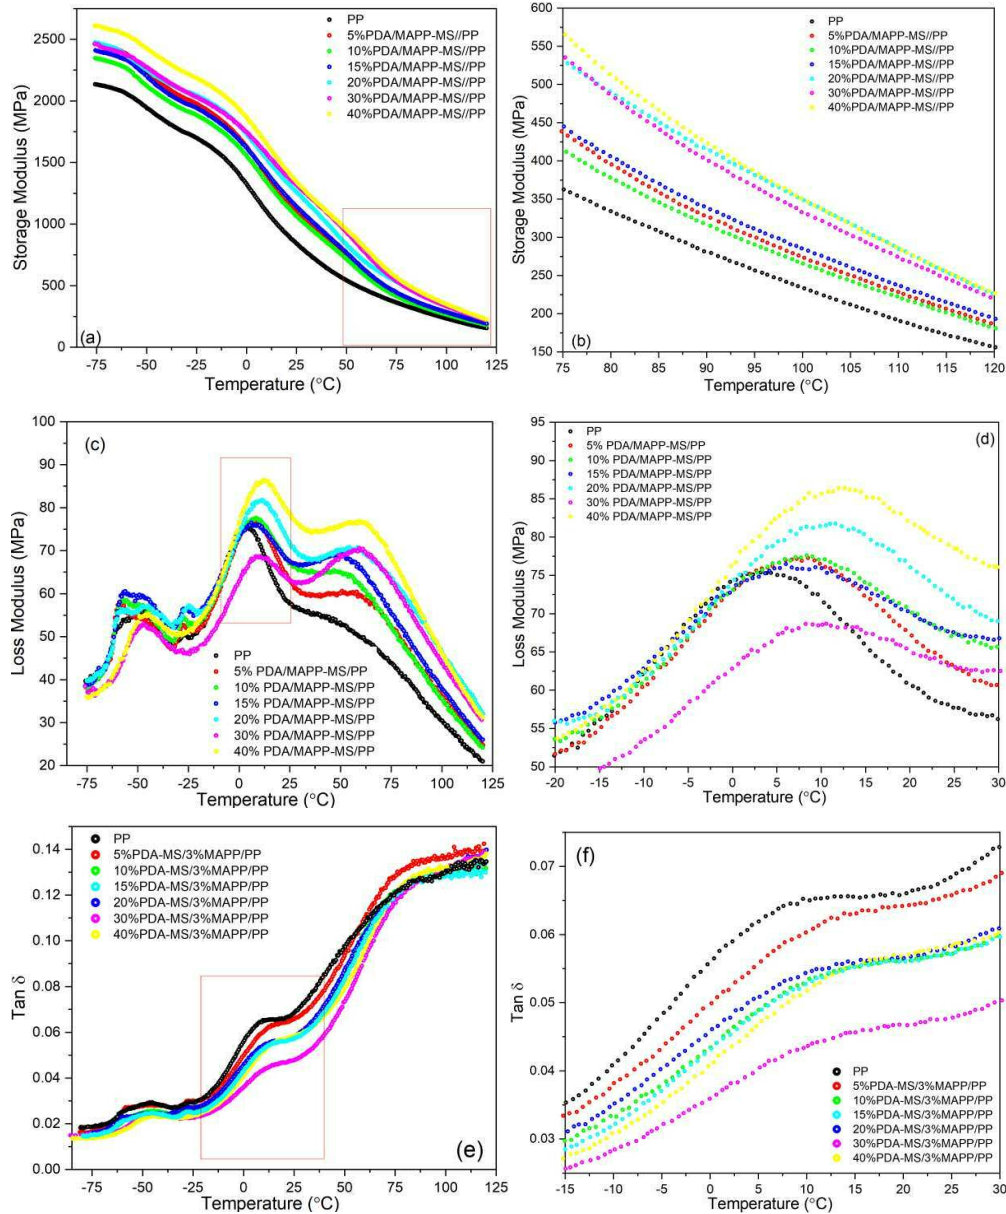 PP
5%PDA/MAPP-MS//PP
10%PDA/MAPP-MS//PP
15%PDA/MAPP-MS//PP
20%PDA/MAPP-MS//PP
30%PDA/MAPP-MS//PP
40%PDA/MAPP-MS//PP
Storage Modulus (MPa)
2500
2000
1500
1000
500
0
(a)
-75 -50 -25 0 25 50 75 100 125
Temperature (°C)
PP
5%PDA/MAPP-MS//PP
10%PDA/MAPP-MS//PP
15%PDA/MAPP-MS//PP
20%PDA/MAPP-MS//PP
30%PDA/MAPP-MS//PP
40%PDA/MAPP-MS//PP
Storage Modulus (MPa)
600
550
500
450
400
350
300
250
200
150
(b)
75 80 85 90 95 100 105 110 115 120
Temperature (°C)
(c)
Loss Modulus (MPa)
100
90
80
70
60
50
40
30
20
PP
5% PDA/MAPP-MS/PP
10% PDA/MAPP-MS/PP
15% PDA/MAPP-MS/PP
20% PDA/MAPP-MS/PP
30% PDA/MAPP-MS/PP
40% PDA/MAPP-MS/PP
-75 -50 -25 0 25 50 75 100 125
Temperature (°C)
(d)
PP
5% PDA/MAPP-MS/PP
10% PDA/MAPP-MS/PP
15% PDA/MAPP-MS/PP
20% PDA/MAPP-MS/PP
30% PDA/MAPP-MS/PP
40% PDA/MAPP-MS/PP
Loss Modulus (MPa)
95
90
85
80
75
70
65
60
55
50
-20 -15 -10 -5 0 5 10 15 20 25 30
Temperature (°C)
PP
5%PDA-MS/3%MAPP/PP
10%PDA-MS/3%MAPP/PP
15%PDA-MS/3%MAPP/PP
20%PDA-MS/3%MAPP/PP
30%PDA-MS/3%MAPP/PP
40%PDA-MS/3%MAPP/PP
Tan δ
0.14
0.12
0.10
0.08
0.06
0.04
0.02
0.00
(e)
-75 -50 -25 0 25 50 75 100 125
Temperature (°C)
(f)
Tan δ
0.07
0.06
0.05
0.04
0.03
PP
5%PDA-MS/3%MAPP/PP
10%PDA-MS/3%MAPP/PP
15%PDA-MS/3%MAPP/PP
20%PDA-MS/3%MAPP/PP
30%PDA-MS/3%MAPP/PP
40%PDA-MS/3%MAPP/PP
-15 -10 -5 0 5 10 15 20 25 30
Temperature (°C)